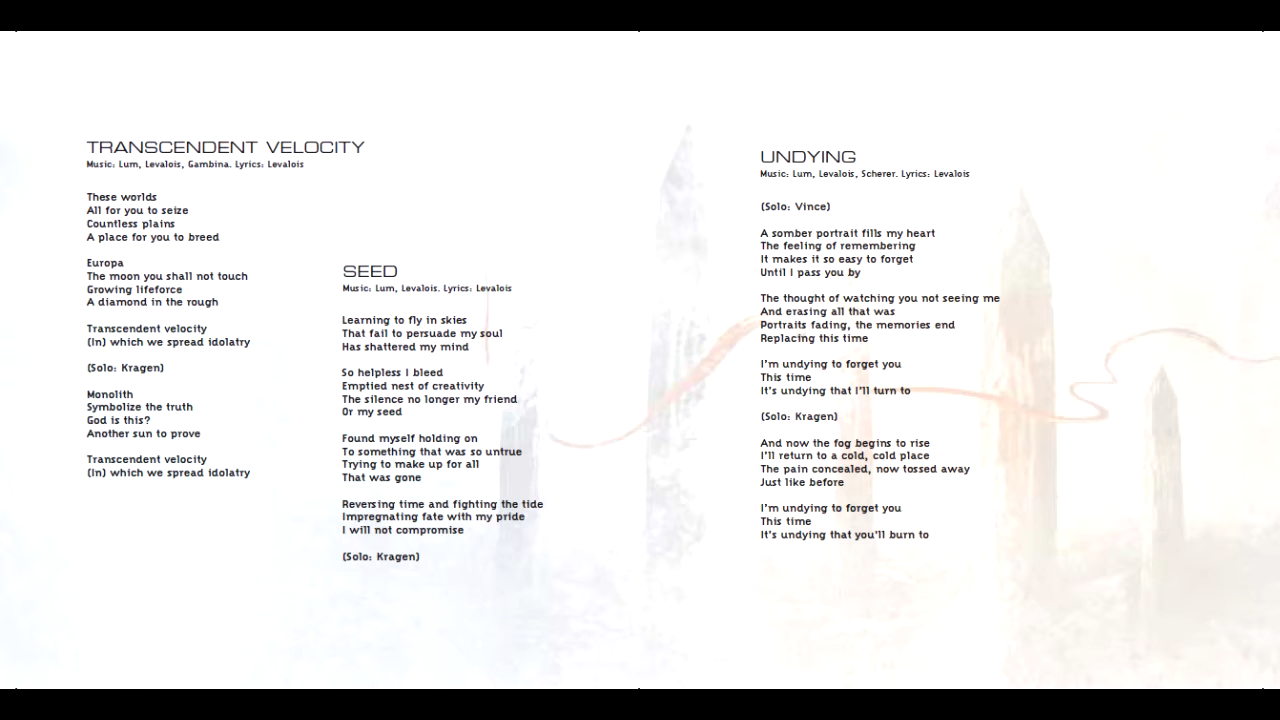 TRANSCENDENT VELOCITY
Music: Lum, Levalois, Gambina. Lyrics: Levalois
These worlds
All for you to seize
Countless plains
A place for you to breed
Europa
The moon you shall not touch
Growing lifeforce
A diamond in the rough
Transcendent velocity
(In) which we spread idolatry
(Solo: Kragen)
Monolith
Symbolize the truth
God is this?
Another sun to prove
Transcendent velocity
(In) which we spread idolatry
SEED
Music: Lum, Levalois. Lyrics: Levalois
Learning to fly in skies
That fail to persuade my soul
Has shattered my mind
So helpless I bleed
Emptied nest of creativity
The silence no longer my friend
Or my seed
Found myself holding on
To something that was so untrue
Trying to make up for all
That was gone
Reversing time and fighting the tide
Impregnating fate with my pride
I will not compromise
(Solo: Kragen)
UNDYING
Music: Lum, Levalois, Scherer. Lyrics: Levalois
(Solo: Vince)
A somber portrait fills my heart
The feeling of remembering
It makes it so easy to forget
Until I pass you by
The thought of watching you not seeing me
And erasing all that was
Portraits fading, the memories end
Replacing this time
I'm undying to forget you
This time
It's undying that I'll turn to
(Solo: Kragen)
And now the fog begins to rise
I'll return to a cold, cold place
The pain concealed, now tossed away
Just like before
I'm undying to forget you
This time
It's undying that you'll burn to